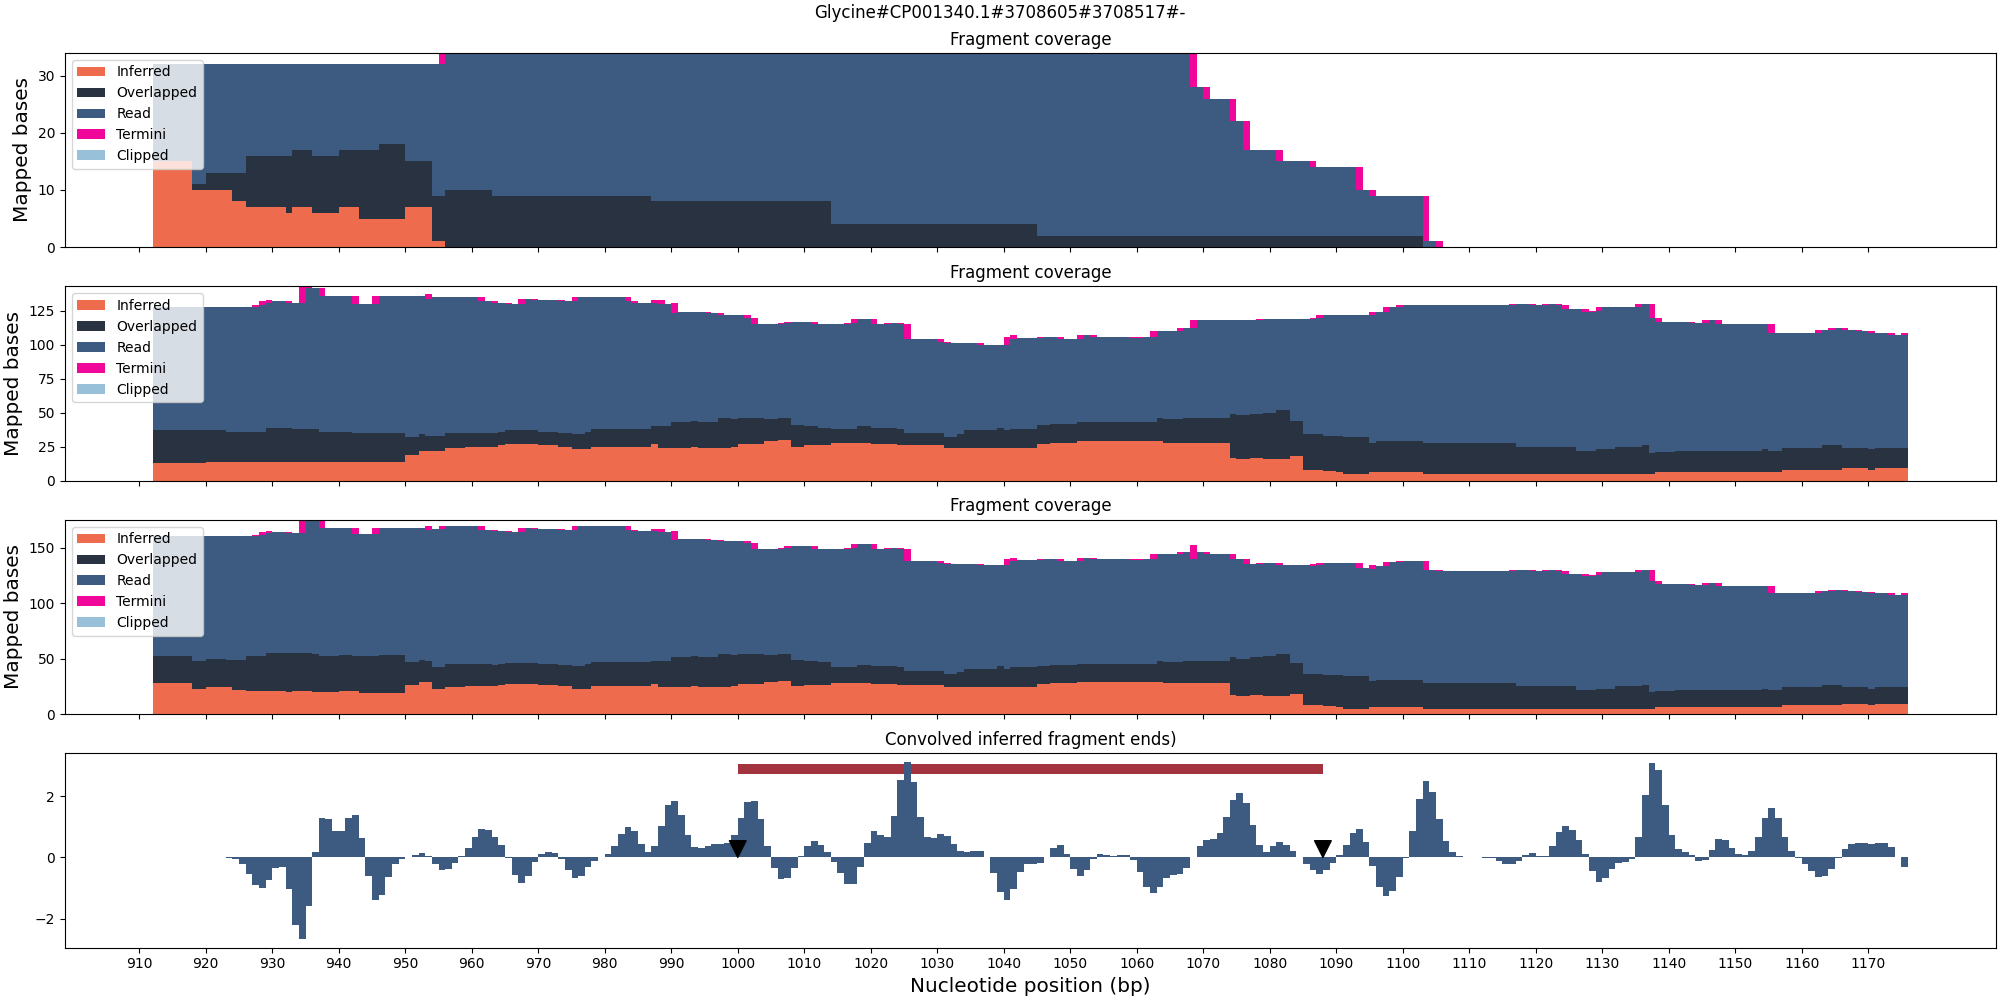 Glycine#CP001340.1#3708605#3708517#-
Fragment coverage
Mapped bases
30
20
10
0
Inferred
Overlapped
Read
Termini
Clipped
Fragment coverage
Mapped bases
125
100
75
50
25
0
Inferred
Overlapped
Read
Termini
Clipped
Fragment coverage
Mapped bases
150
100
50
0
Inferred
Overlapped
Read
Termini
Clipped
Convolved inferred fragment ends)
2
0
−2
910 920 930 940 950 960 970 980 990 1000 1010 1020 1030 1040 1050 1060 1070 1080 1090 1100 1110 1120 1130 1140 1150 1160 1170
Nucleotide position (bp)